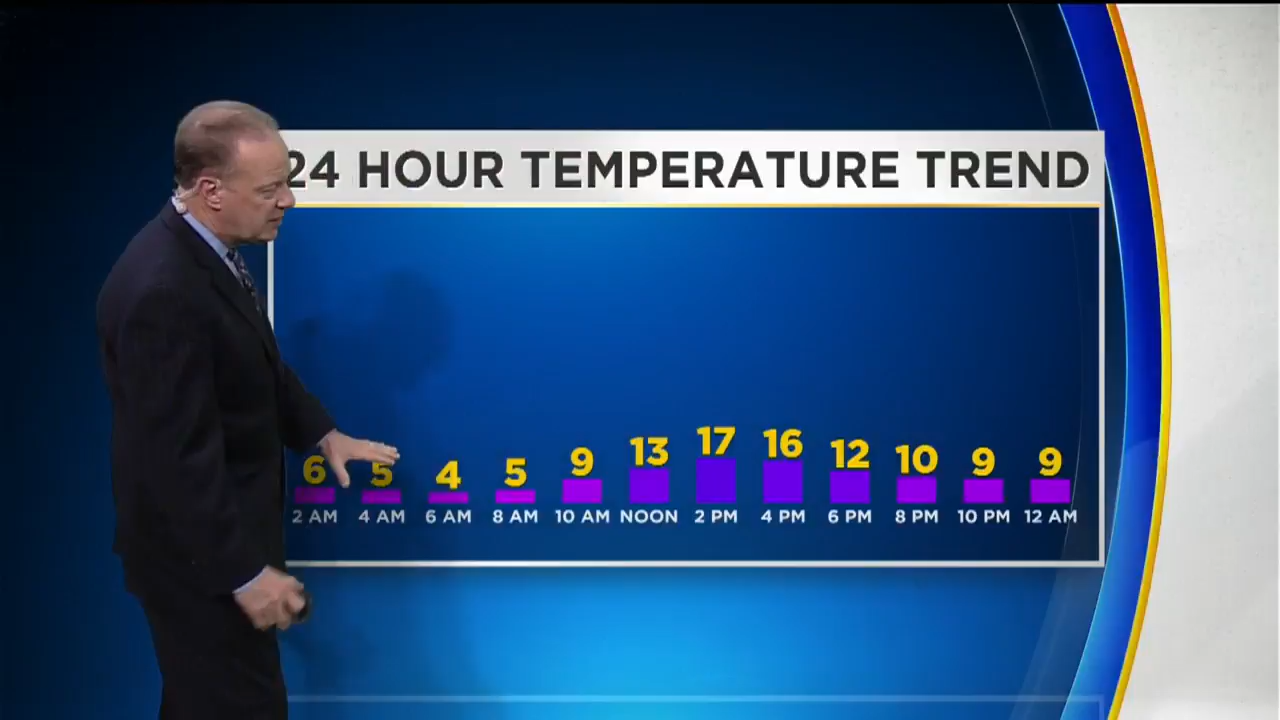 24 HOUR TEMPERATURE TREND
6 5 4 5 9 13 17 16 12 10 9 9
2 AM 4 AM 6 AM 8 AM 10 AM NOON 2 PM 4 PM 6 PM 8 PM 10 PM 12 AM